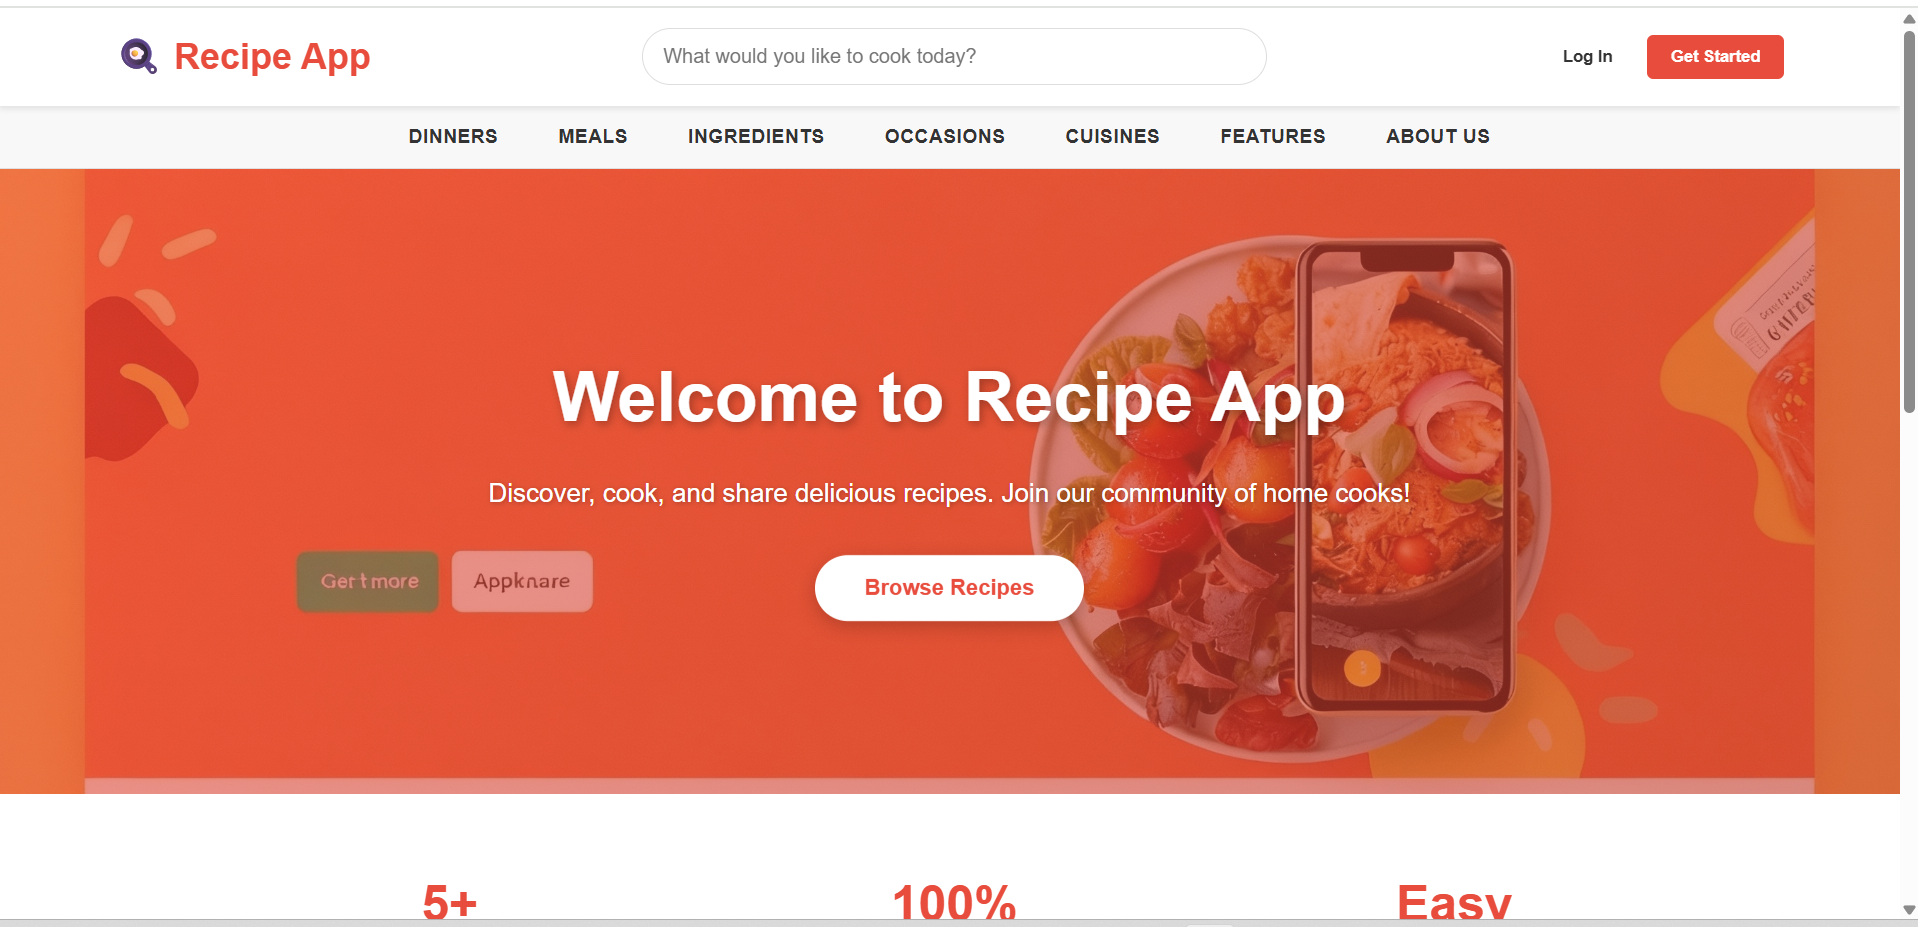 Recipe App
What would you like to cook today?
Log In
Get Started
DINNERS
MEALS
INGREDIENTS
OCCASIONS
CUISINES
FEATURES
ABOUT US
Welcome to Recipe App
Discover, cook, and share delicious recipes. Join our community of home cooks!
Ger t more
Appknare
Browse Recipes
5+
100%
Easy